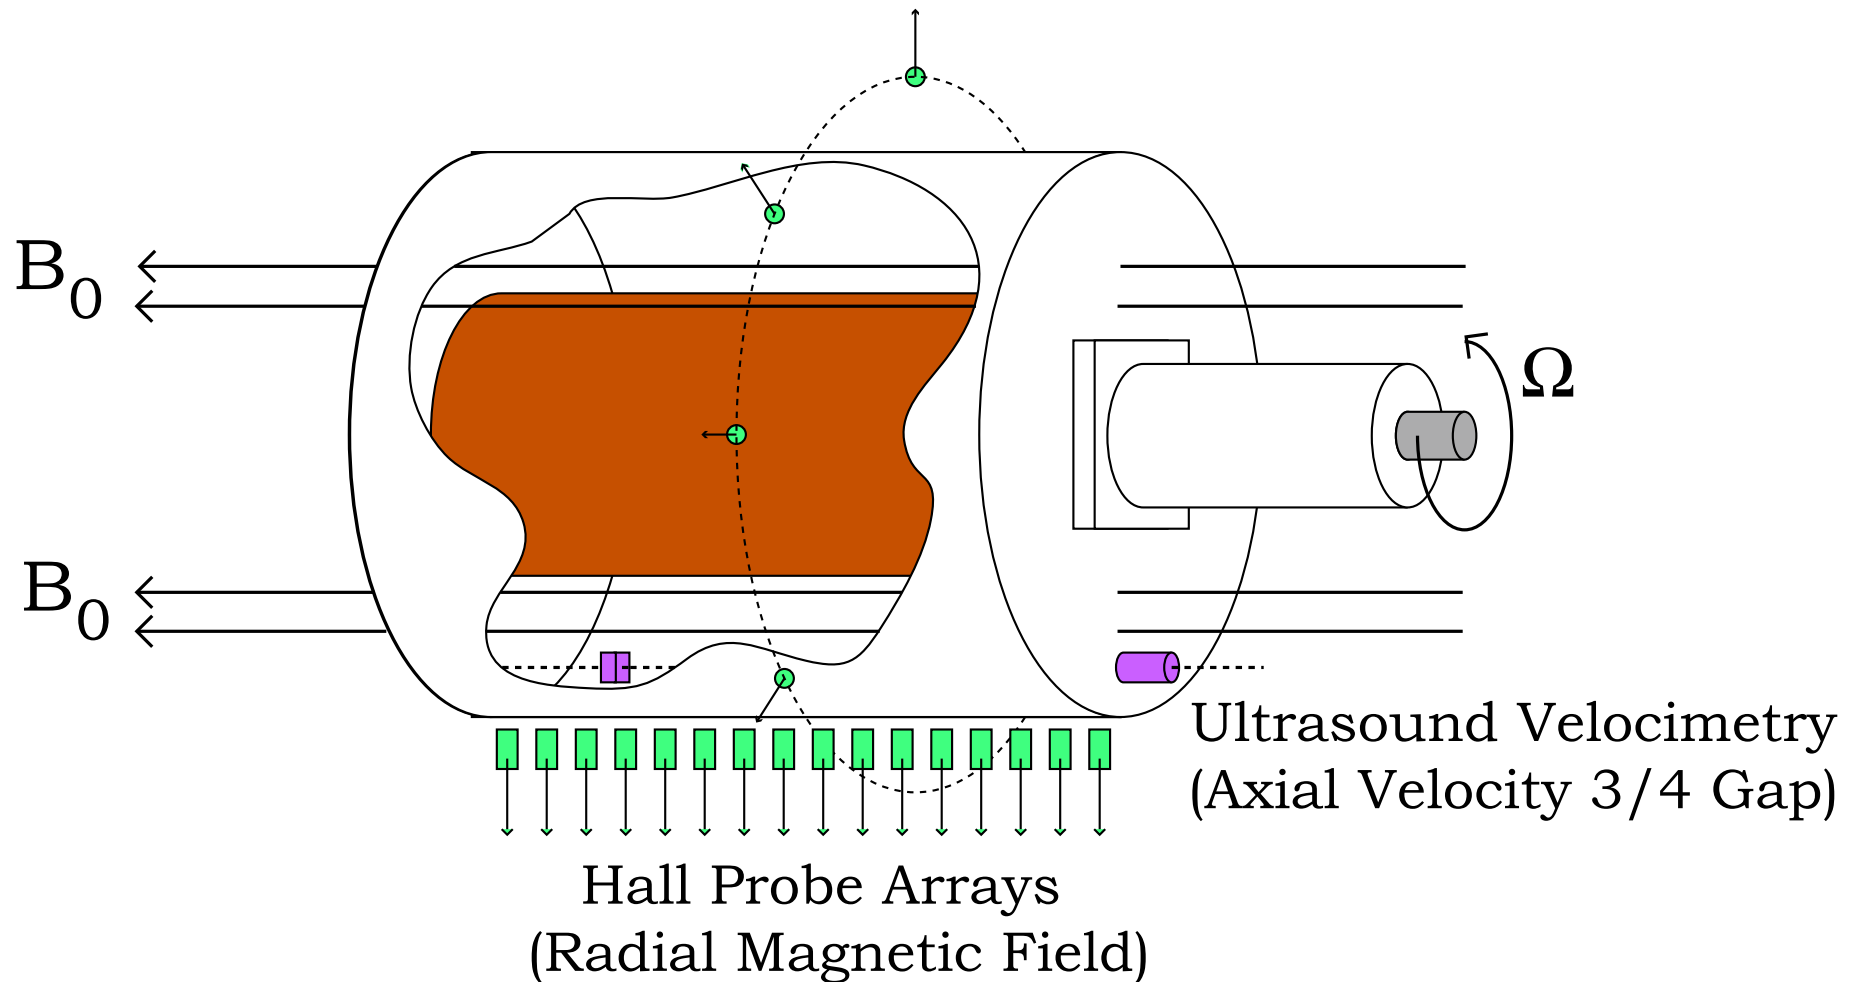 B0
Ω
B0
Ultrasound Velocimetry
(Axial Velocity 3/4 Gap)
Hall Probe Arrays
(Radial Magnetic Field)